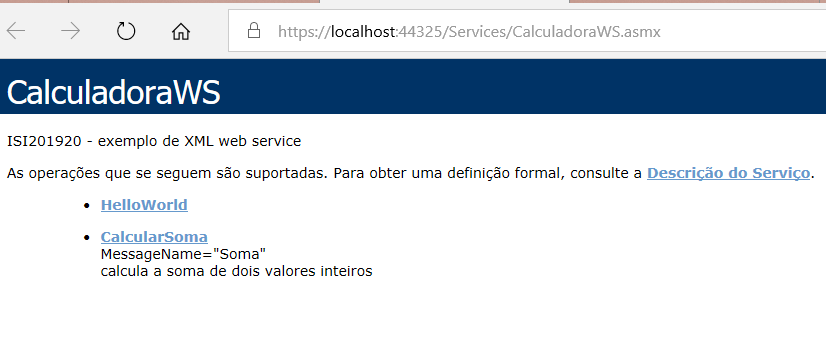 https://localhost:44325/Services/CalculadoraWS.asmx
CalculadoraWS
ISI201920 - exemplo de XML web service
As operações que se seguem são suportadas. Para obter uma definição formal, consulte a Descrição do Serviço.
HelloWorld
CalcularSoma
MessageName="Soma"
calcula a soma de dois valores inteiros